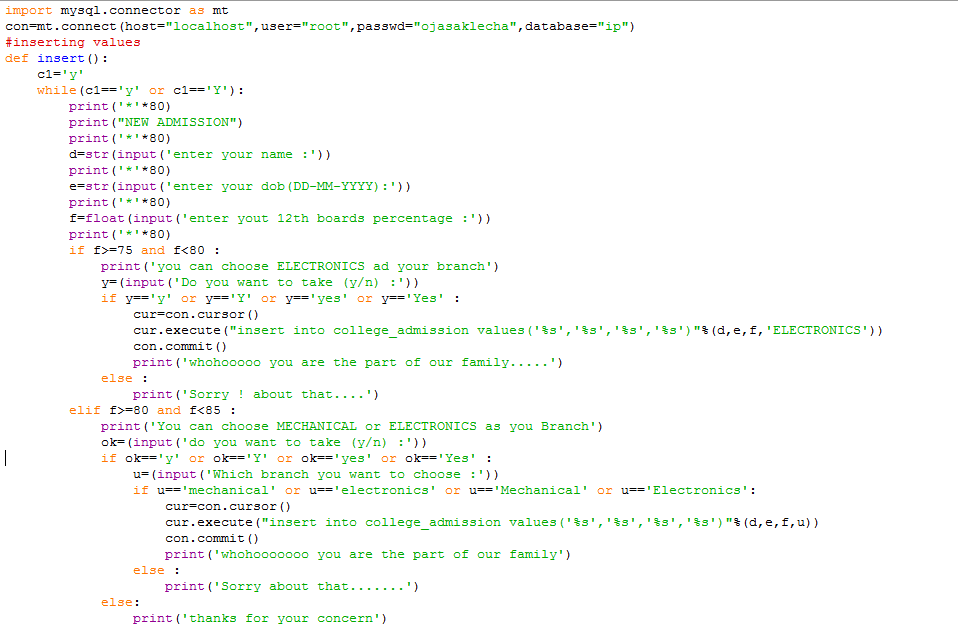 import mysql.connector as mt
con=mt.connect(host="localhost",user="root",passwd="ojasaklecha",database="ip")
#inserting values
def insert():
    c1='y'
    while(c1=='y' or c1=='Y'):
        print('*'*80)
        print("NEW ADMISSION")
        print('*'*80)
        d=str(input('enter your name :'))
        print('*'*80)
        e=str(input('enter your dob(DD-MM-YYYY):'))
        print('*'*80)
        f=float(input('enter yout 12th boards percentage :'))
        print('*'*80)
        if f>=75 and f<80 :
            print('you can choose ELECTRONICS ad your branch')
            y=(input('Do you want to take (y/n) :'))
            if y=='y' or y=='Y' or y=='yes' or y=='Yes' :
                cur=con.cursor()
                cur.execute("insert into college_admission values('%s','%s','%s','%s')"%(d,e,f,'ELECTRONICS'))
                con.commit()
                print('whohooooo you are the part of our family.....')
            else :
                print('Sorry ! about that....')
        elif f>=80 and f<85 :
            print('You can choose MECHANICAL or ELECTRONICS as you Branch')
            ok=(input('do you want to take (y/n) :'))
            if ok=='y' or ok=='Y' or ok=='yes' or ok=='Yes' :
                u=(input('Which branch you want to choose :'))
                if u=='mechanical' or u=='electronics' or u=='Mechanical' or u=='Electronics':
                    cur=con.cursor()
                    cur.execute("insert into college_admission values('%s','%s','%s','%s')"%(d,e,f,u))
                    con.commit()
                    print('whohooooooo you are the part of our family')
                else :
                    print('Sorry about that.......')
            else:
                print('thanks for your concern')